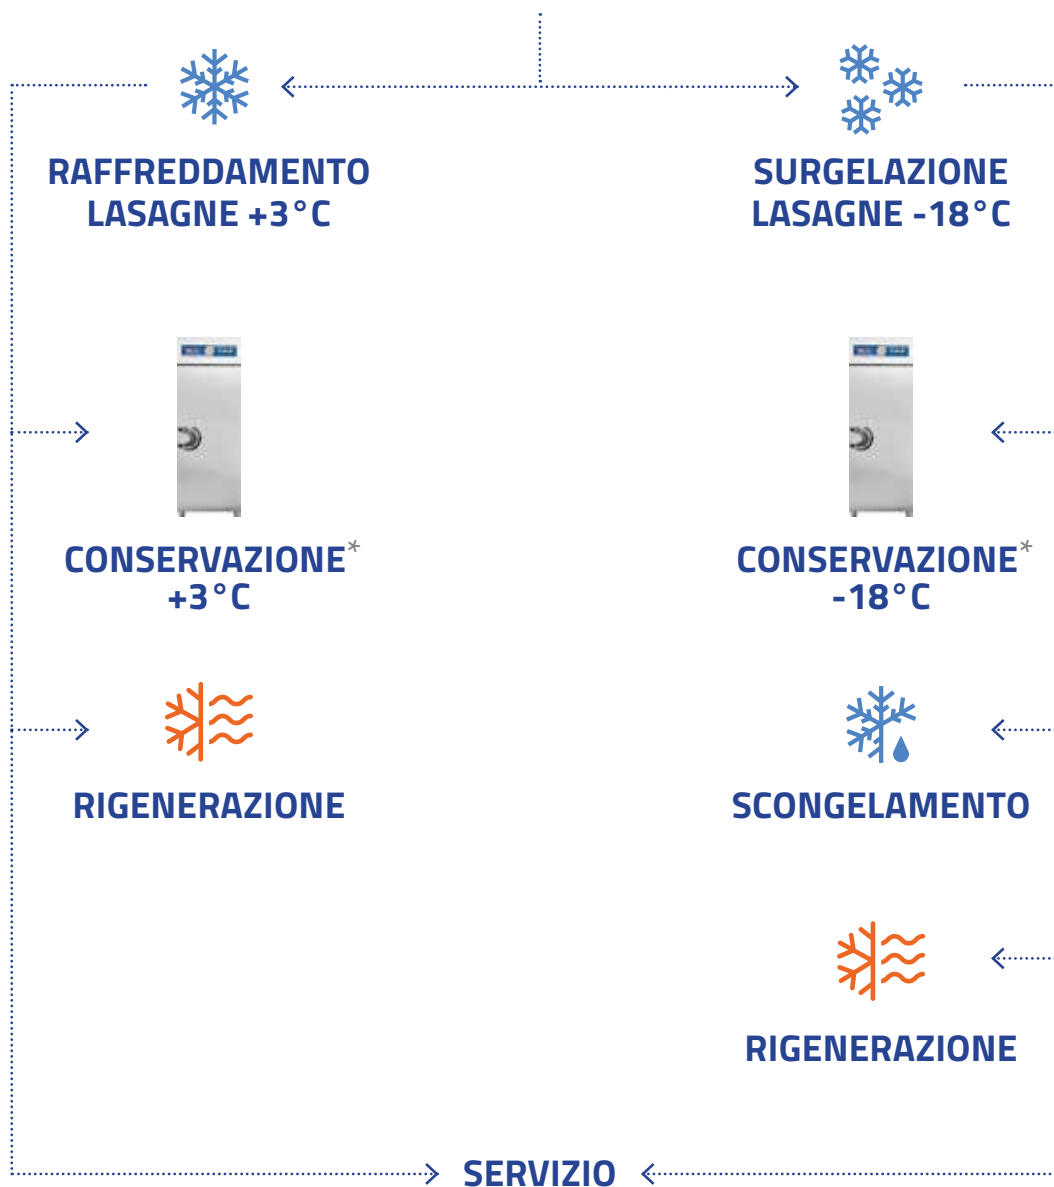 RAFFREDDAMENTO
LASAGNE +3°C
SURGELAZIONE
LASAGNE -18°C
CONSERVAZIONE*
+3°C
CONSERVAZIONE*
-18°C
RIGENERAZIONE
SCONGELAMENTO
RIGENERAZIONE
SERVIZIO